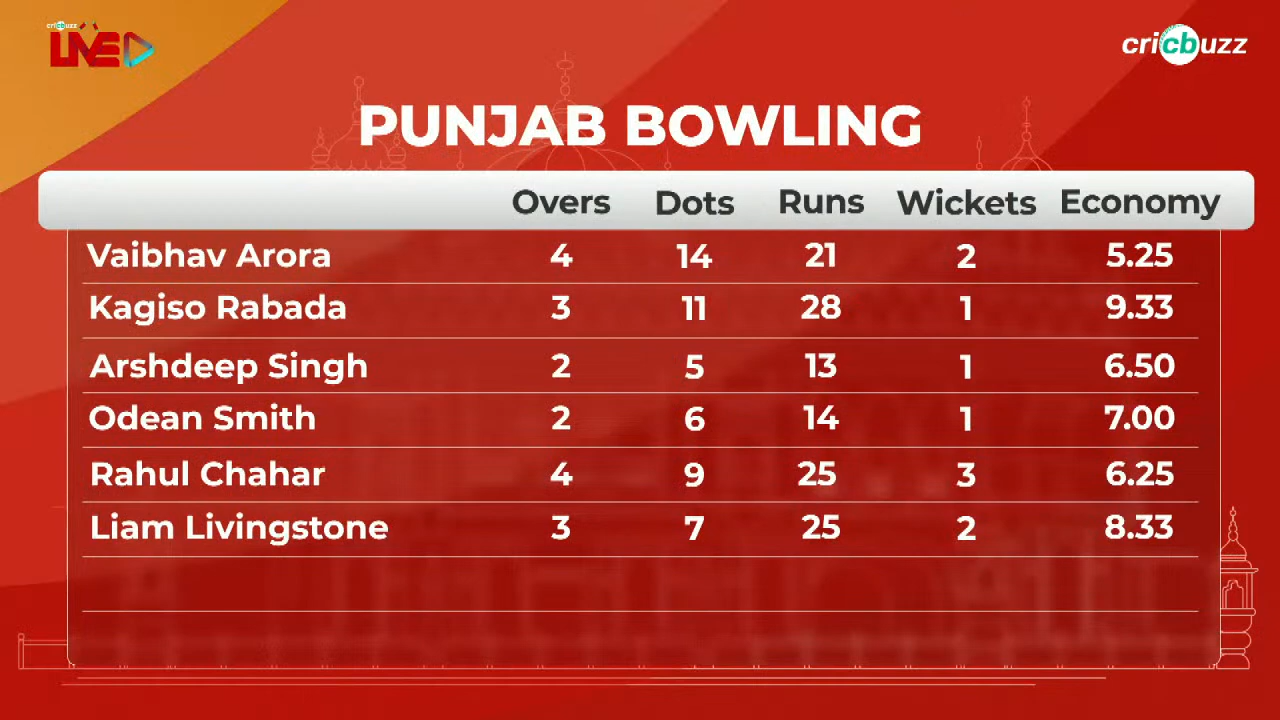 cricbuzz
LIVE
cricbuzz
PUNJAB BOWLING
Overs Dots Runs Wickets Economy
Vaibhav Arora 4 14 21 2 5.25
Kagiso Rabada 3 11 28 1 9.33
Arshdeep Singh 2 5 13 1 6.50
Odean Smith 2 6 14 1 7.00
Rahul Chahar 4 9 25 3 6.25
Liam Livingstone 3 7 25 2 8.33